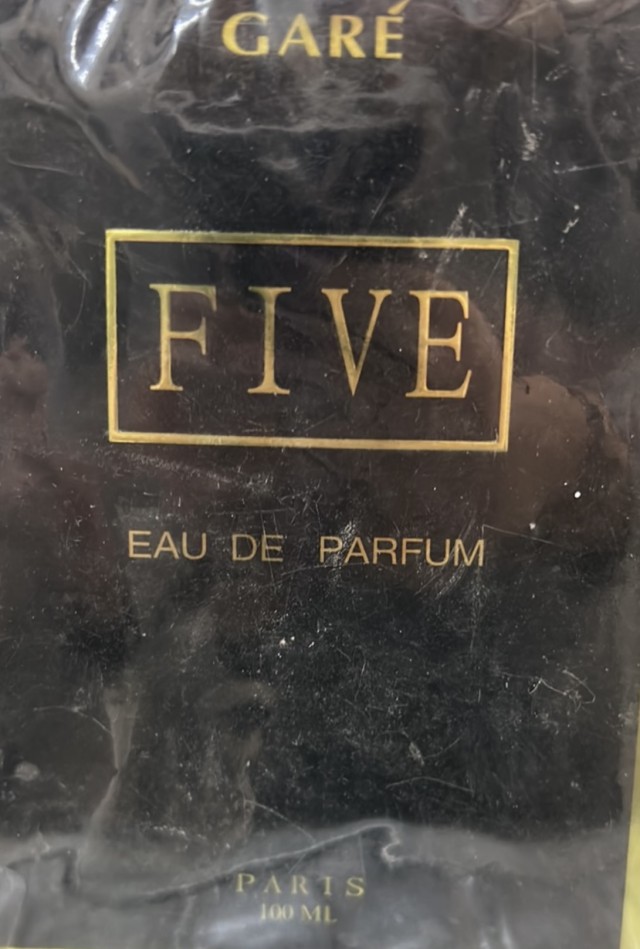 GARÉ
FIVE
EAU DE PARFUM
PARIS
100 ML